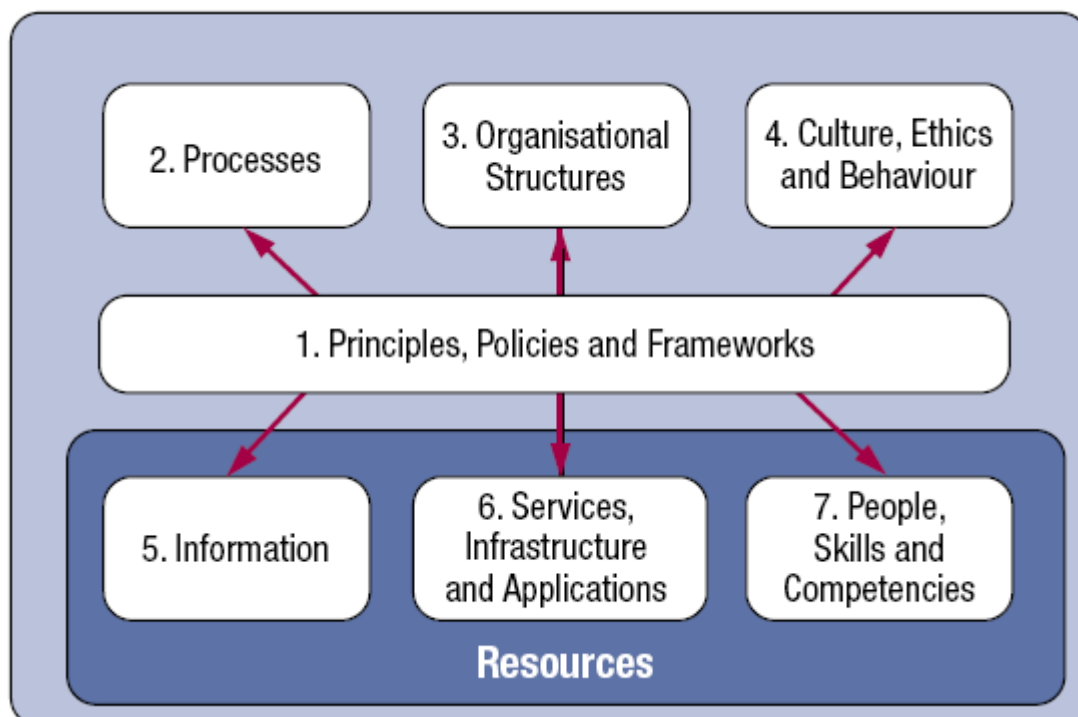 2. Processes
3. Organisational
Structures
4. Culture, Ethics
and Behaviour
1. Principles, Policies and Frameworks
5. Information
6. Services,
Infrastructure
and Applications
7. People,
Skills and
Competencies
Resources